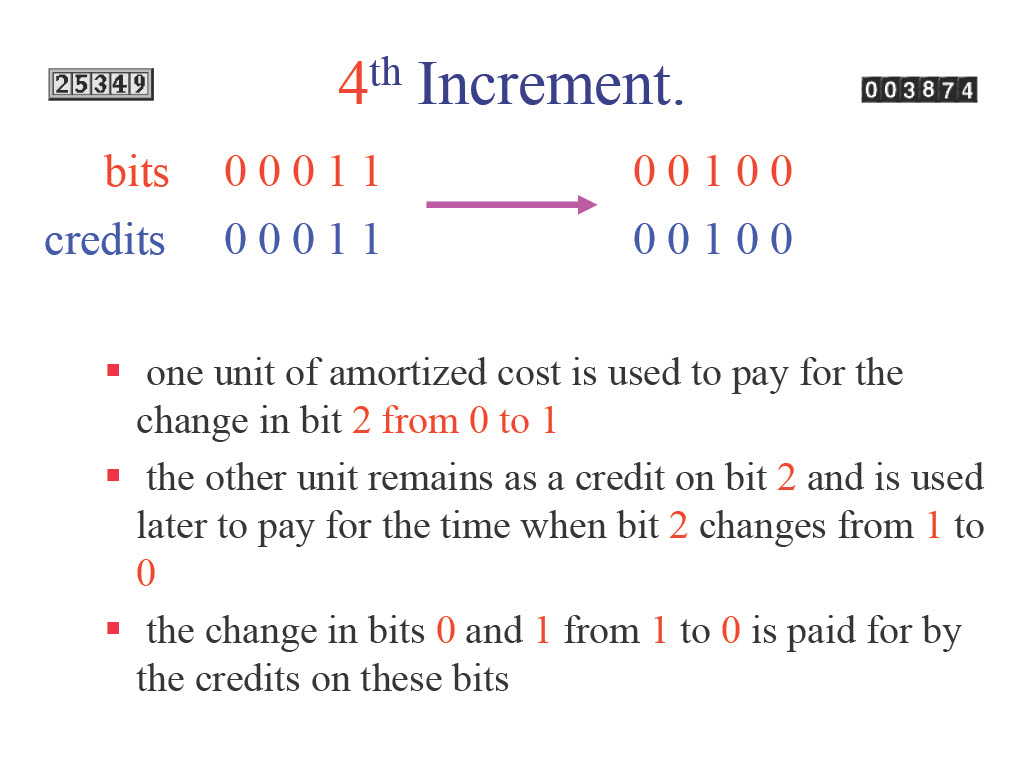 25349
4th Increment.
003874
bits 0 0 0 1 1 0 0 1 0 0
credits 0 0 0 1 1 0 0 1 0 0
▪ one unit of amortized cost is used to pay for the
change in bit 2 from 0 to 1
▪ the other unit remains as a credit on bit 2 and is used
later to pay for the time when bit 2 changes from 1 to
0
▪ the change in bits 0 and 1 from 1 to 0 is paid for by
the credits on these bits